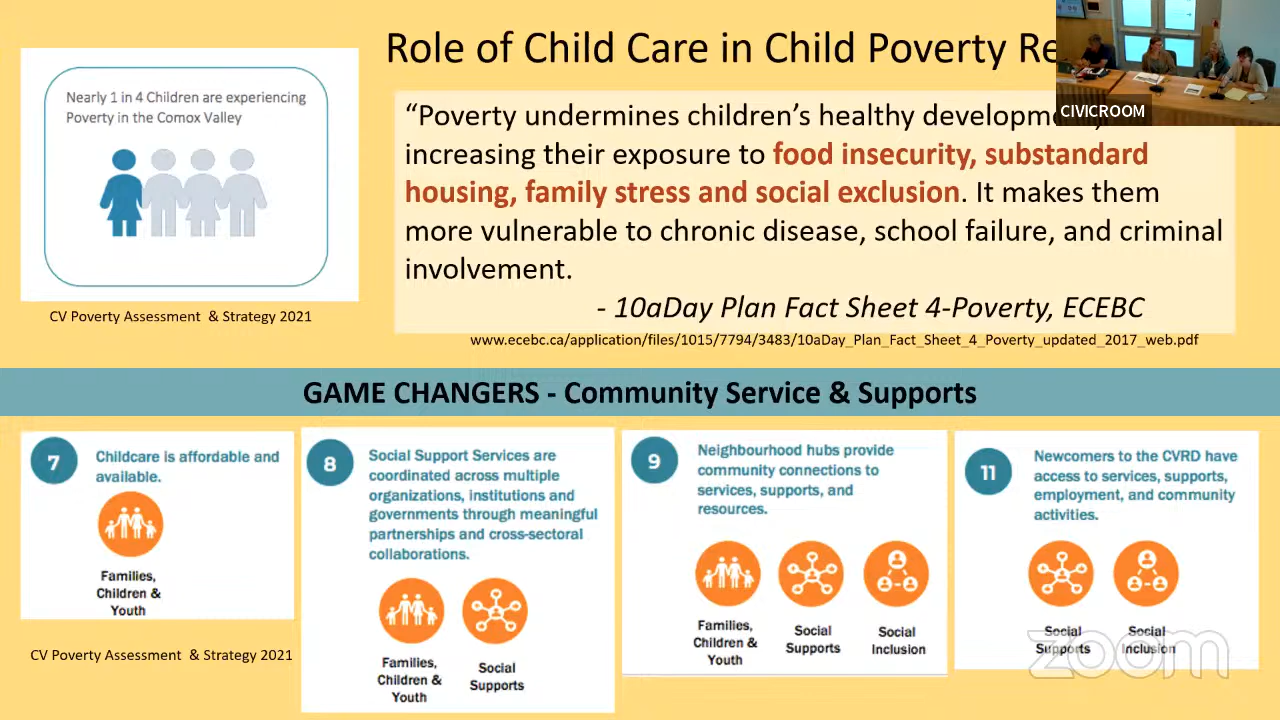 Role of Child Care in Child Poverty Re
CIVICROOM
Nearly 1 in 4 Children are experiencing
Poverty in the Comox Valley
CV Poverty Assessment & Strategy 2021
“Poverty undermines children’s healthy development,
increasing their exposure to food insecurity, substandard
housing, family stress and social exclusion. It makes them
more vulnerable to chronic disease, school failure, and criminal
involvement.
- 10aDay Plan Fact Sheet 4-Poverty, ECEBC
www.ecebc.ca/application/files/1015/7794/3483/10aDay_Plan_Fact_Sheet_4_Poverty_updated_2017_web.pdf
GAME CHANGERS - Community Service & Supports
7
Childcare is affordable and
available.
Families,
Children &
Youth
CV Poverty Assessment & Strategy 2021
8
Social Support Services are
coordinated across multiple
organizations, institutions and
governments through meaningful
partnerships and cross-sectoral
collaborations.
Families,
Children &
Youth
Social
Supports
9
Neighbourhood hubs provide
community connections to
services, supports, and
resources.
Families,
Children &
Youth
Social
Supports
Social
Inclusion
11
Newcomers to the CVRD have
access to services, supports,
employment, and community
activities.
Social
Supports
Social
Inclusion
zoom